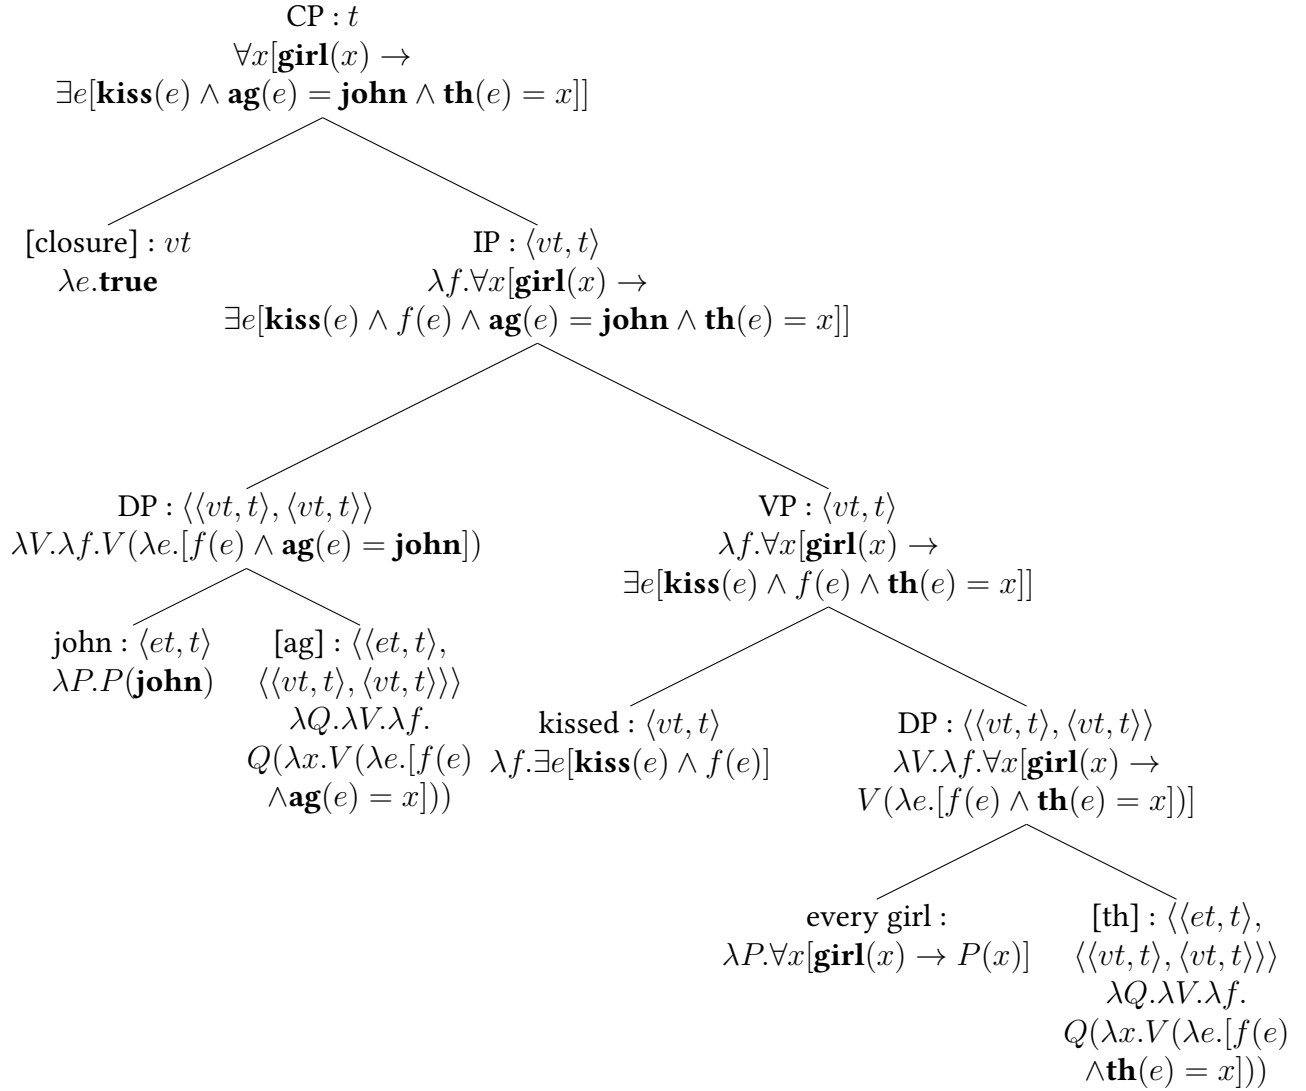 CP : t
∀x[girl(x) →
∃e[kiss(e) ∧ ag(e) = john ∧ th(e) = x]]
[closure] : vt
λe.true
IP : ⟨vt, t⟩
λf.∀x[girl(x) →
∃e[kiss(e) ∧ f(e) ∧ ag(e) = john ∧ th(e) = x]]
DP : ⟨⟨vt, t⟩, ⟨vt, t⟩⟩
λV.λf.V(λe.[f(e) ∧ ag(e) = john])
VP : ⟨vt, t⟩
λf.∀x[girl(x) →
∃e[kiss(e) ∧ f(e) ∧ th(e) = x]]
john : ⟨et, t⟩
λP.P(john)
[ag] : ⟨⟨et, t⟩,
⟨⟨vt, t⟩, ⟨vt, t⟩⟩⟩
λQ.λV.λf.
Q(λx.V(λe.[f(e)
∧ag(e) = x]))
kissed : ⟨vt, t⟩
λf.∃e[kiss(e) ∧ f(e)]
DP : ⟨⟨vt, t⟩, ⟨vt, t⟩⟩
λV.λf.∀x[girl(x) →
V(λe.[f(e) ∧ th(e) = x])]
every girl :
λP.∀x[girl(x) → P(x)]
[th] : ⟨⟨et, t⟩,
⟨⟨vt, t⟩, ⟨vt, t⟩⟩⟩
λQ.λV.λf.
Q(λx.V(λe.[f(e)
∧th(e) = x]))